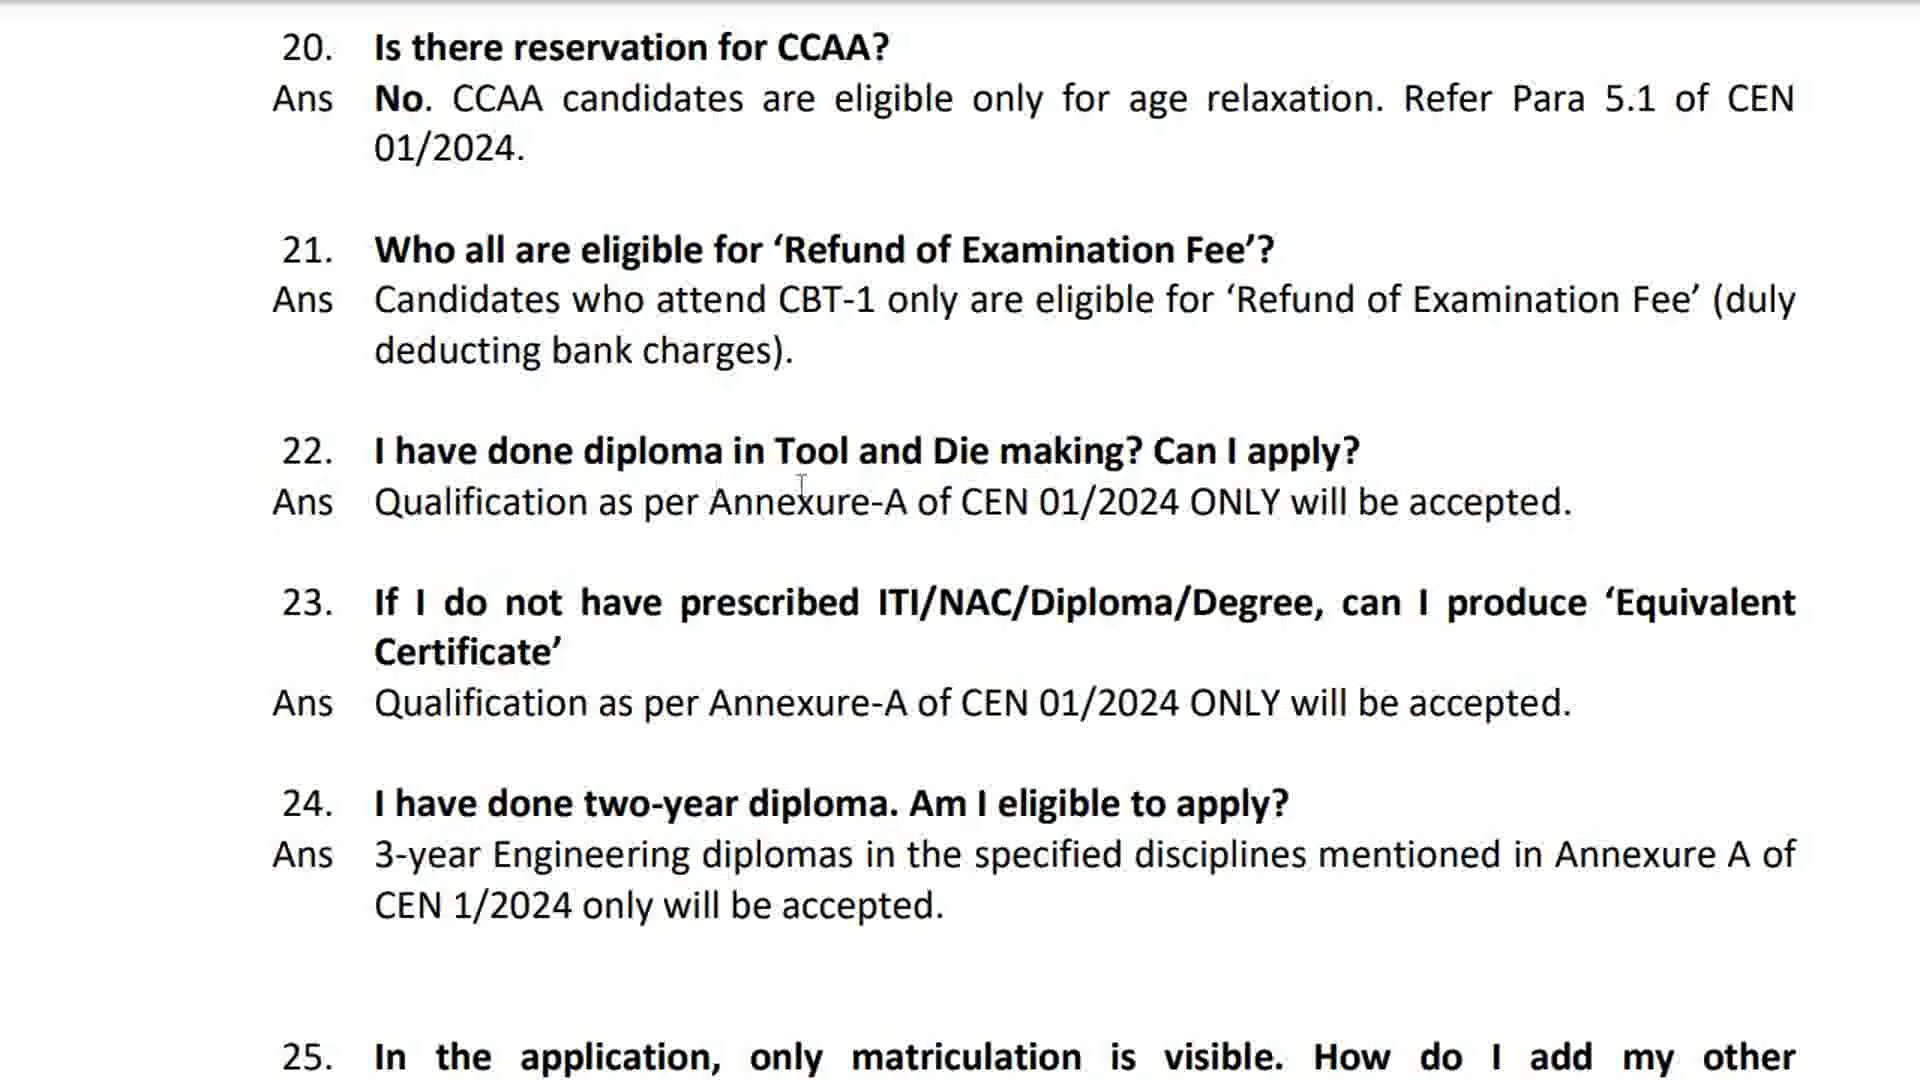 20. Is there reservation for CCAA?
Ans No. CCAA candidates are eligible only for age relaxation. Refer Para 5.1 of CEN
01/2024.
21. Who all are eligible for ‘Refund of Examination Fee’?
Ans Candidates who attend CBT-1 only are eligible for ‘Refund of Examination Fee’ (duly
deducting bank charges).
22. I have done diploma in Tool and Die making? Can I apply?
Ans Qualification as per Annexure-A of CEN 01/2024 ONLY will be accepted.
23. If I do not have prescribed ITI/NAC/Diploma/Degree, can I produce ‘Equivalent
Certificate’
Ans Qualification as per Annexure-A of CEN 01/2024 ONLY will be accepted.
24. I have done two-year diploma. Am I eligible to apply?
Ans 3-year Engineering diplomas in the specified disciplines mentioned in Annexure A of
CEN 1/2024 only will be accepted.
25. In the application, only matriculation is visible. How do I add my other